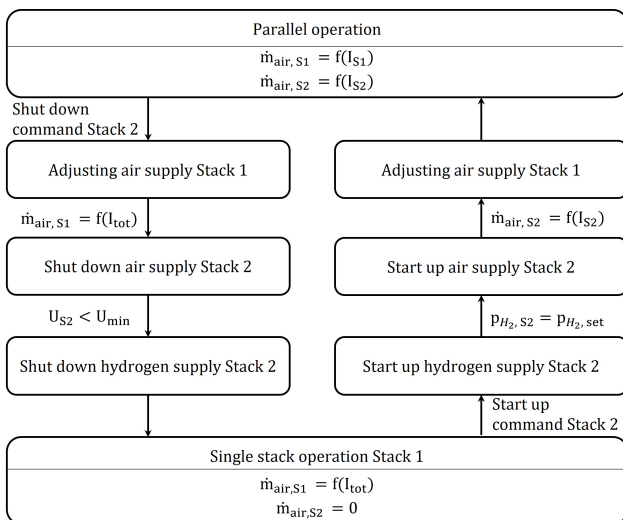 Parallel operation
ṁair, S1 = f(IS1)
ṁair, S2 = f(IS2)
Shut down
command Stack 2
Adjusting air supply Stack 1
ṁair, S1 = f(Itot)
Shut down air supply Stack 2
US2 < Umin
Shut down hydrogen supply Stack 2
Adjusting air supply Stack 1
ṁair, S2 = f(IS2)
Start up air supply Stack 2
pH2, S2 = pH2, set
Start up hydrogen supply Stack 2
Start up
command Stack 2
Single stack operation Stack 1
ṁair,S1 = f(Itot)
ṁair,S2 = 0